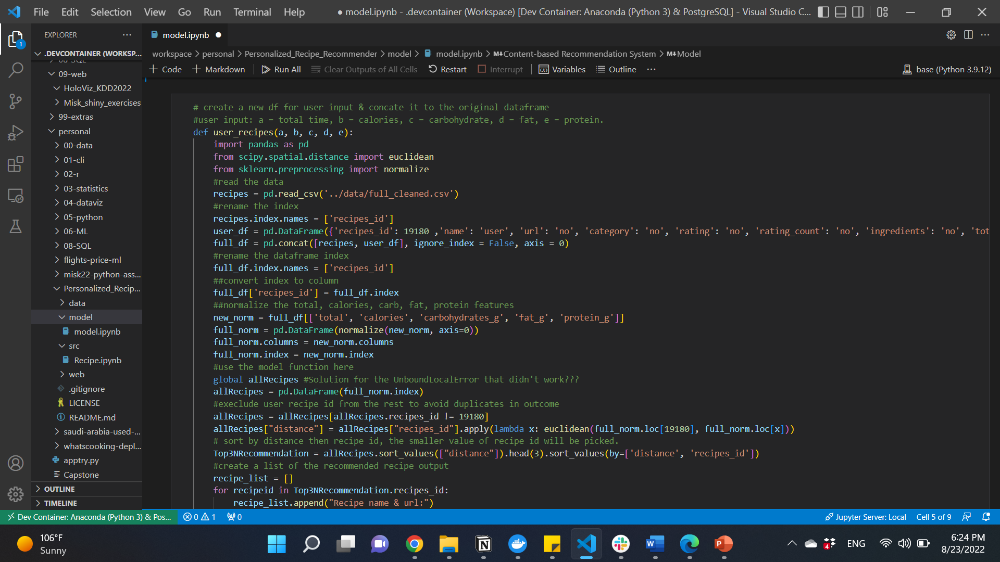 File Edit Selection View Go Run Terminal Help
● model.ipynb - .devcontainer (Workspace) [Dev Container: Anaconda (Python 3) & PostgreSQL] - Visual Studio C...
EXPLORER
model.ipynb
.DEVCONTAINER (WORKSP...
workspace > personal > Personalized_Recipe_Recommender > model > model.ipynb > M↓Content-based Recommendation System > M↓Model
+ Code + Markdown Run All Clear Outputs of All Cells Restart Interrupt Variables Outline ...
base (Python 3.9.12)
08-SQL
09-web
HoloViz_KDD2022
Misk_shiny_exercises
99-extras
personal
00-data
01-cli
02-r
03-statistics
04-dataviz
05-python
06-ML
08-SQL
flights-price-ml
misk22-python-ass...
Personalized_Recip...
data
model
model.ipynb
src
Recipe.ipynb
web
.gitignore
LICENSE
README.md
saudi-arabia-used-...
whatscooking-depl...
apptry.py
Capstone
OUTLINE
TIMELINE
# create a new df for user input & concate it to the original dataframe
#user input: a = total time, b = calories, c = carbohydrate, d = fat, e = protein.
def user_recipes(a, b, c, d, e):
    import pandas as pd
    from scipy.spatial.distance import euclidean
    from sklearn.preprocessing import normalize
    #read the data
    recipes = pd.read_csv('../data/full_cleaned.csv')
    #rename the index
    recipes.index.names = ['recipes_id']
    user_df = pd.DataFrame({'recipes_id': 19180 ,'name': 'user', 'url': 'no', 'category': 'no', 'rating': 'no', 'rating_count': 'no', 'ingredients': 'no', 'tot
    full_df = pd.concat([recipes, user_df], ignore_index = False, axis = 0)
    #rename the dataframe index
    full_df.index.names = ['recipes_id']
    ##convert index to column
    full_df['recipes_id'] = full_df.index
    ##normalize the total, calories, carb, fat, protein features
    new_norm = full_df[['total', 'calories', 'carbohydrates_g', 'fat_g', 'protein_g']]
    full_norm = pd.DataFrame(normalize(new_norm, axis=0))
    full_norm.columns = new_norm.columns
    full_norm.index = new_norm.index
    #use the model function here
    global allRecipes #Solution for the UnboundLocalError that didn't work???
    allRecipes = pd.DataFrame(full_norm.index)
    #execlude user recipe id from the rest to avoid duplicates in outcome
    allRecipes = allRecipes[allRecipes.recipes_id != 19180]
    allRecipes["distance"] = allRecipes["recipes_id"].apply(lambda x: euclidean(full_norm.loc[19180], full_norm.loc[x]))
    # sort by distance then recipe id, the smaller value of recipe id will be picked.
    Top3NRecommendation = allRecipes.sort_values(["distance"]).head(3).sort_values(by=['distance', 'recipes_id'])
    #create a list of the recommended recipe output
    recipe_list = []
    for recipeid in Top3NRecommendation.recipes_id:
        recipe_list.append("Recipe name & url:")
Dev Container: Anaconda (Python 3) & Pos... 0 1 0
Jupyter Server: Local Cell 5 of 9
106°F
Sunny
ENG
6:24 PM
8/23/2022